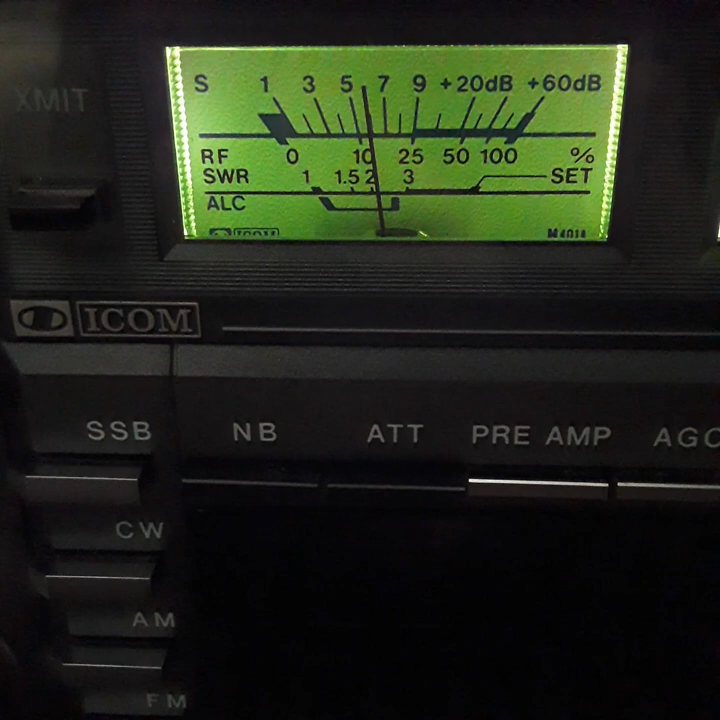 XMIT
S 1 3 5 7 9 +20dB +60dB
RF 0 10 25 50 100 %
SWR 1 1.5 2 3 SET
ALC
ICOM
ICOM
SSB NB ATT PRE AMP AGC
CW
AM
FM